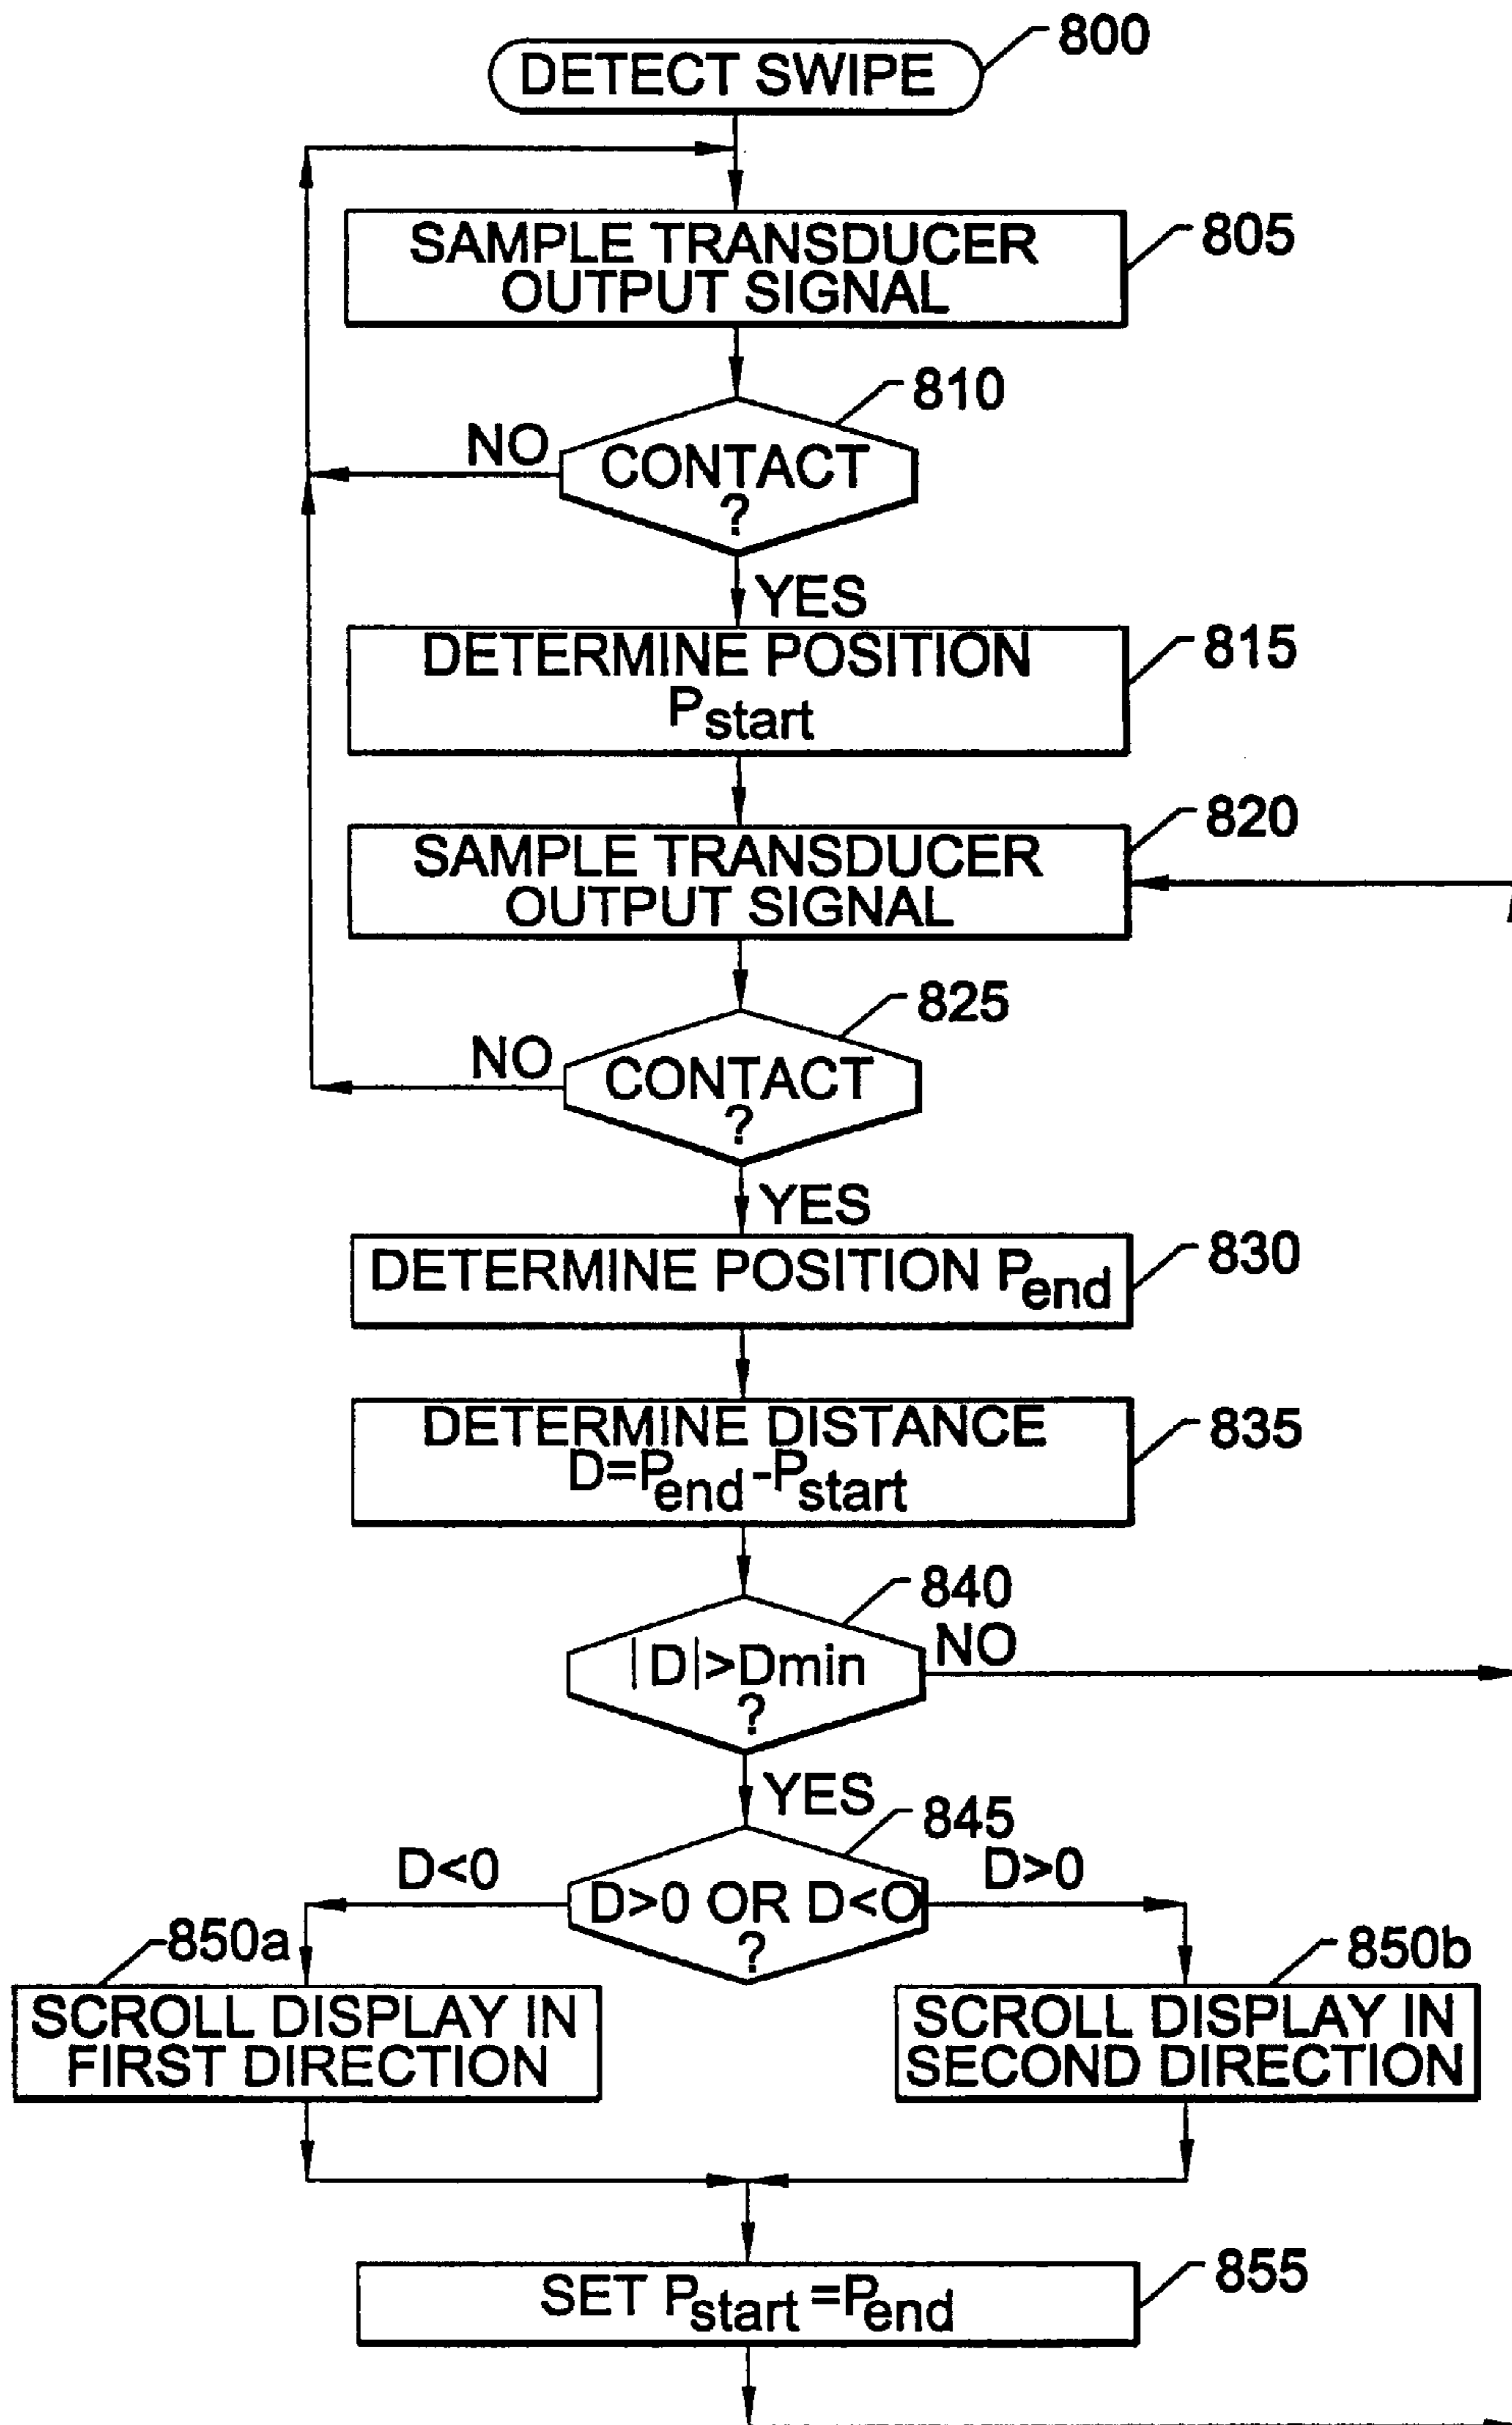 800
DETECT SWIPE
SAMPLE TRANSDUCER
OUTPUT SIGNAL
805
810
NO
CONTACT
?
YES
DETERMINE POSITION
Pstart
815
SAMPLE TRANSDUCER
OUTPUT SIGNAL
820
825
NO
CONTACT
?
YES
DETERMINE POSITION Pend
830
DETERMINE DISTANCE
D=Pend-Pstart
835
840
|D|>Dmin
?
NO
YES
845
D<0
D>0 OR D<O
?
D>0
850a
850b
SCROLL DISPLAY IN
FIRST DIRECTION
SCROLL DISPLAY IN
SECOND DIRECTION
SET Pstart=Pend
855